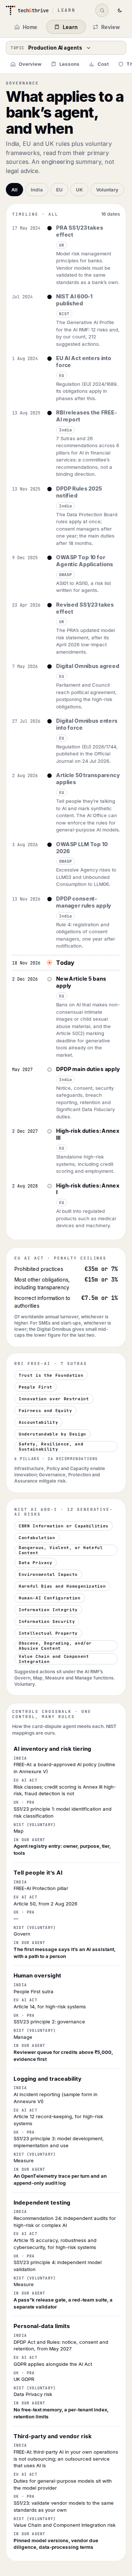 tech&thrive | LEARN
Home Learn Review
TOPIC Production AI agents
Overview Lessons Cost
GOVERNANCE
What applies to a
bank’s agent, and
when
India, EU and UK rules plus voluntary
frameworks, read from primary
sources. An engineering summary, not
legal advice.
All India EU UK Voluntary
TIMELINE · ALL 16 dates
17 May 2024 PRA SS1/23 takes
effect
UK
Model risk management
principles for banks.
Vendor models must be
validated to the same
standards as a bank’s own.
Jul 2024 NIST AI 600-1
published
NIST
The Generative AI Profile
for the AI RMF: 12 risks and,
by our count, 212
suggested actions.
1 Aug 2024 EU AI Act enters into
force
EU
Regulation (EU) 2024/1689.
Its obligations apply in
phases after this.
13 Aug 2025 RBI releases the FREE-
AI report
India
7 Sutras and 26
recommendations across 6
pillars for AI in financial
services: a committee’s
recommendations, not a
binding direction.
13 Nov 2025 DPDP Rules 2025
notified
India
The Data Protection Board
rules apply at once;
consent managers after
one year; the main duties
after 18 months.
9 Dec 2025 OWASP Top 10 for
Agentic Applications
OWASP
ASI01 to ASI10, a risk list
written for agents.
23 Apr 2026 Revised SS1/23 takes
effect
UK
The PRA’s updated model
risk statement, after its
April 2026 low-impact
amendments.
7 May 2026 Digital Omnibus agreed
EU
Parliament and Council
reach political agreement,
postponing the high-risk
obligations.
27 Jul 2026 Digital Omnibus enters
into force
EU
Regulation (EU) 2026/1744,
published in the Official
Journal on 24 Jul 2026.
2 Aug 2026 Article 50 transparency
applies
EU
Tell people they’re talking
to AI and mark synthetic
content. The AI Office can
now enforce the rules for
general-purpose AI models.
3 Aug 2026 OWASP LLM Top 10
2026
OWASP
Excessive Agency rises to
LLM03 and Unbounded
Consumption to LLM06.
13 Nov 2026 DPDP consent-
manager rules apply
India
Rule 4: registration and
obligations of consent
managers, one year after
notification.
18 Nov 2026 Today
2 Dec 2026 New Article 5 bans
apply
EU
Bans on AI that makes non-
consensual intimate
images or child sexual
abuse material, and the
Article 50(2) marking
deadline for generative
tools already on the
market.
May 2027 DPDP main duties apply
India
Notice, consent, security
safeguards, breach
reporting, retention and
Significant Data Fiduciary
duties.
2 Dec 2027 High-risk duties: Annex
III
EU
Standalone high-risk
systems, including credit
scoring and employment.
2 Aug 2028 High-risk duties: Annex
I
EU
AI built into regulated
products such as medical
devices and machinery.
EU AI ACT · PENALTY CEILINGS
Prohibited practices €35m or 7%
Most other obligations, €15m or 3%
including transparency
Incorrect information to €7.5m or 1%
authorities
Of worldwide annual turnover, whichever is
higher. For SMEs and start-ups, whichever is
lower; the Digital Omnibus gives small mid-
caps the lower figure for the last two.
RBI FREE-AI · 7 SUTRAS
Trust is the Foundation
People First
Innovation over Restraint
Fairness and Equity
Accountability
Understandable by Design
Safety, Resilience, and
Sustainability
6 PILLARS · 26 RECOMMENDATIONS
Infrastructure, Policy and Capacity enable
innovation; Governance, Protection and
Assurance mitigate risk.
NIST AI 600-1 · 12 GENERATIVE-
AI RISKS
CBRN Information or Capabilities
Confabulation
Dangerous, Violent, or Hateful
Content
Data Privacy
Environmental Impacts
Harmful Bias and Homogenization
Human-AI Configuration
Information Integrity
Information Security
Intellectual Property
Obscene, Degrading, and/or
Abusive Content
Value Chain and Component
Integration
Suggested actions sit under the AI RMF’s
Govern, Map, Measure and Manage functions.
Voluntary.
CONTROLS CROSSWALK · ONE
CONTROL, MANY RULES
How the card-dispute agent meets each. NIST
mappings are ours.
AI inventory and risk tiering
INDIA
FREE-AI: a board-approved AI policy (outline
in Annexure V)
EU AI ACT
Risk classes; credit scoring is Annex III high-
risk, fraud detection is not
UK · PRA
SS1/23 principle 1: model identification and
risk classification
NIST (VOLUNTARY)
Map
IN OUR AGENT
Agent registry entry: owner, purpose, tier,
tools
Tell people it’s AI
INDIA
FREE-AI Protection pillar
EU AI ACT
Article 50, from 2 Aug 2026
UK · PRA
—
NIST (VOLUNTARY)
Govern
IN OUR AGENT
The first message says it’s an AI assistant,
with a path to a person
Human oversight
INDIA
People First sutra
EU AI ACT
Article 14, for high-risk systems
UK · PRA
SS1/23 principle 2: governance
NIST (VOLUNTARY)
Manage
IN OUR AGENT
Reviewer queue for credits above ₹5,000,
evidence first
Logging and traceability
INDIA
AI incident reporting (sample form in
Annexure VI)
EU AI ACT
Article 12 record-keeping, for high-risk
systems
UK · PRA
SS1/23 principle 3: model development,
implementation and use
NIST (VOLUNTARY)
Measure
IN OUR AGENT
An OpenTelemetry trace per turn and an
append-only audit log
Independent testing
INDIA
Recommendation 24: independent audits for
high-risk or complex AI
EU AI ACT
Article 15 accuracy, robustness and
cybersecurity, for high-risk systems
UK · PRA
SS1/23 principle 4: independent model
validation
NIST (VOLUNTARY)
Measure
IN OUR AGENT
A pass^k release gate, a red-team suite, a
separate validator
Personal-data limits
INDIA
DPDP Act and Rules: notice, consent and
retention, from May 2027
EU AI ACT
GDPR applies alongside the AI Act
UK · PRA
UK GDPR
NIST (VOLUNTARY)
Data Privacy risk
IN OUR AGENT
No free-text memory, a per-tenant index,
retention limits
Third-party and vendor risk
INDIA
FREE-AI: third-party AI in your own operations
is not outsourcing; an outsourced service
that uses AI is
EU AI ACT
Duties for general-purpose models sit with
the model provider
UK · PRA
SS1/23: validate vendor models to the same
standards as your own
NIST (VOLUNTARY)
Value Chain and Component Integration risk
IN OUR AGENT
Pinned model versions, vendor due
diligence, data-processing terms